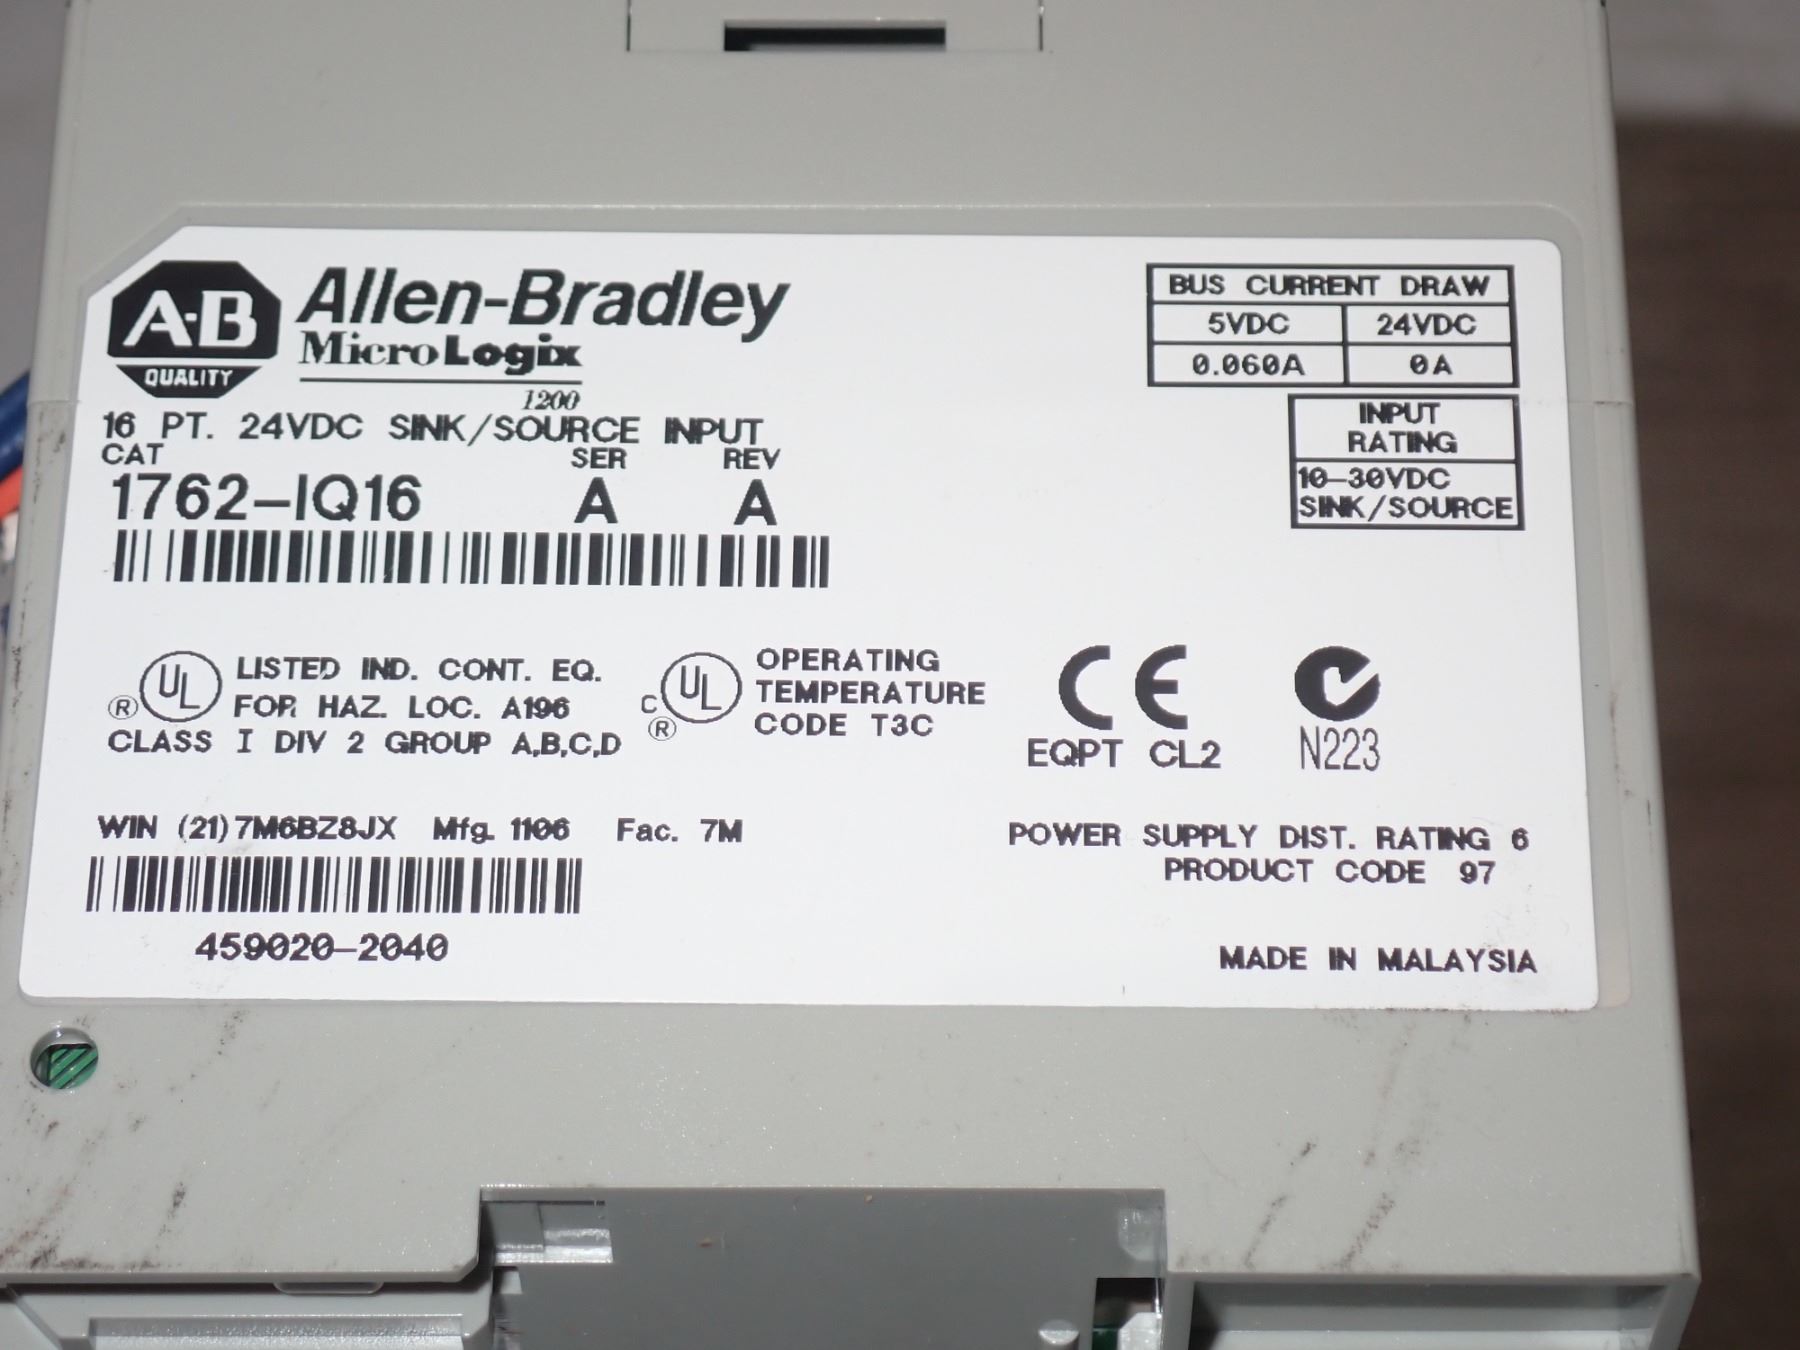 A-B
QUALITY
Allen-Bradley
MicroLogix
1200
16 PT. 24VDC SINK/SOURCE INPUT
CAT SER REV
1762-IQ16 A A
BUS CURRENT DRAW
5VDC 24VDC
0.060A 0A
INPUT
RATING
10-30VDC
SINK/SOURCE
UL
®
LISTED IND. CONT. EQ.
FOR HAZ. LOC. A196
CLASS I DIV 2 GROUP A,B,C,D
C UL
®
OPERATING
TEMPERATURE
CODE T3C
CE
EQPT CL2
N223
WIN (21)7M6BZ8JX Mfg. 1106 Fac. 7M
459020-2040
POWER SUPPLY DIST. RATING 6
PRODUCT CODE 97
MADE IN MALAYSIA